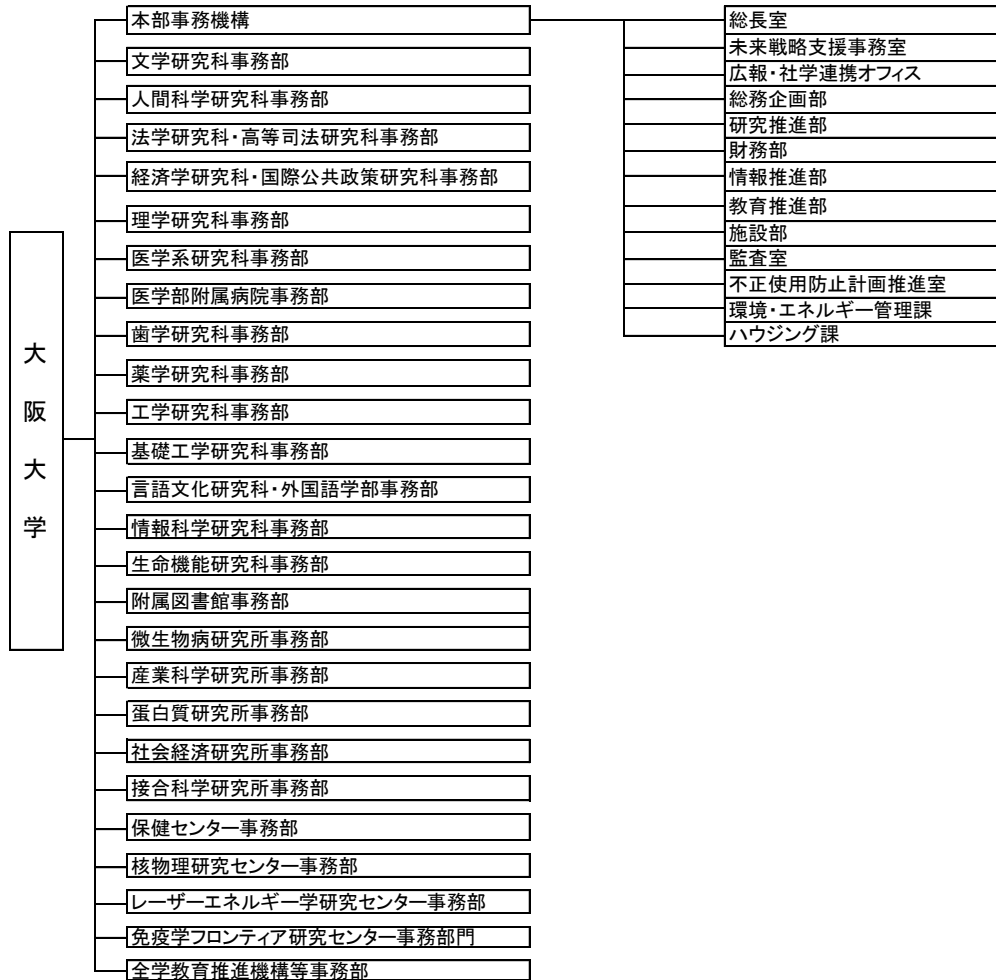 大阪大学
本部事務機構
文学研究科事務部
人間科学研究科事務部
法学研究科・高等司法研究科事務部
経済学研究科・国際公共政策研究科事務部
理学研究科事務部
医学系研究科事務部
医学部附属病院事務部
歯学研究科事務部
薬学研究科事務部
工学研究科事務部
基礎工学研究科事務部
言語文化研究科・外国語学部事務部
情報科学研究科事務部
生命機能研究科事務部
附属図書館事務部
微生物病研究所事務部
産業科学研究所事務部
蛋白質研究所事務部
社会経済研究所事務部
接合科学研究所事務部
保健センター事務部
核物理研究センター事務部
レーザーエネルギー学研究センター事務部
免疫学フロンティア研究センター事務部門
全学教育推進機構等事務部
総長室
未来戦略支援事務室
広報・社学連携オフィス
総務企画部
研究推進部
財務部
情報推進部
教育推進部
施設部
監査室
不正使用防止計画推進室
環境・エネルギー管理課
ハウジング課